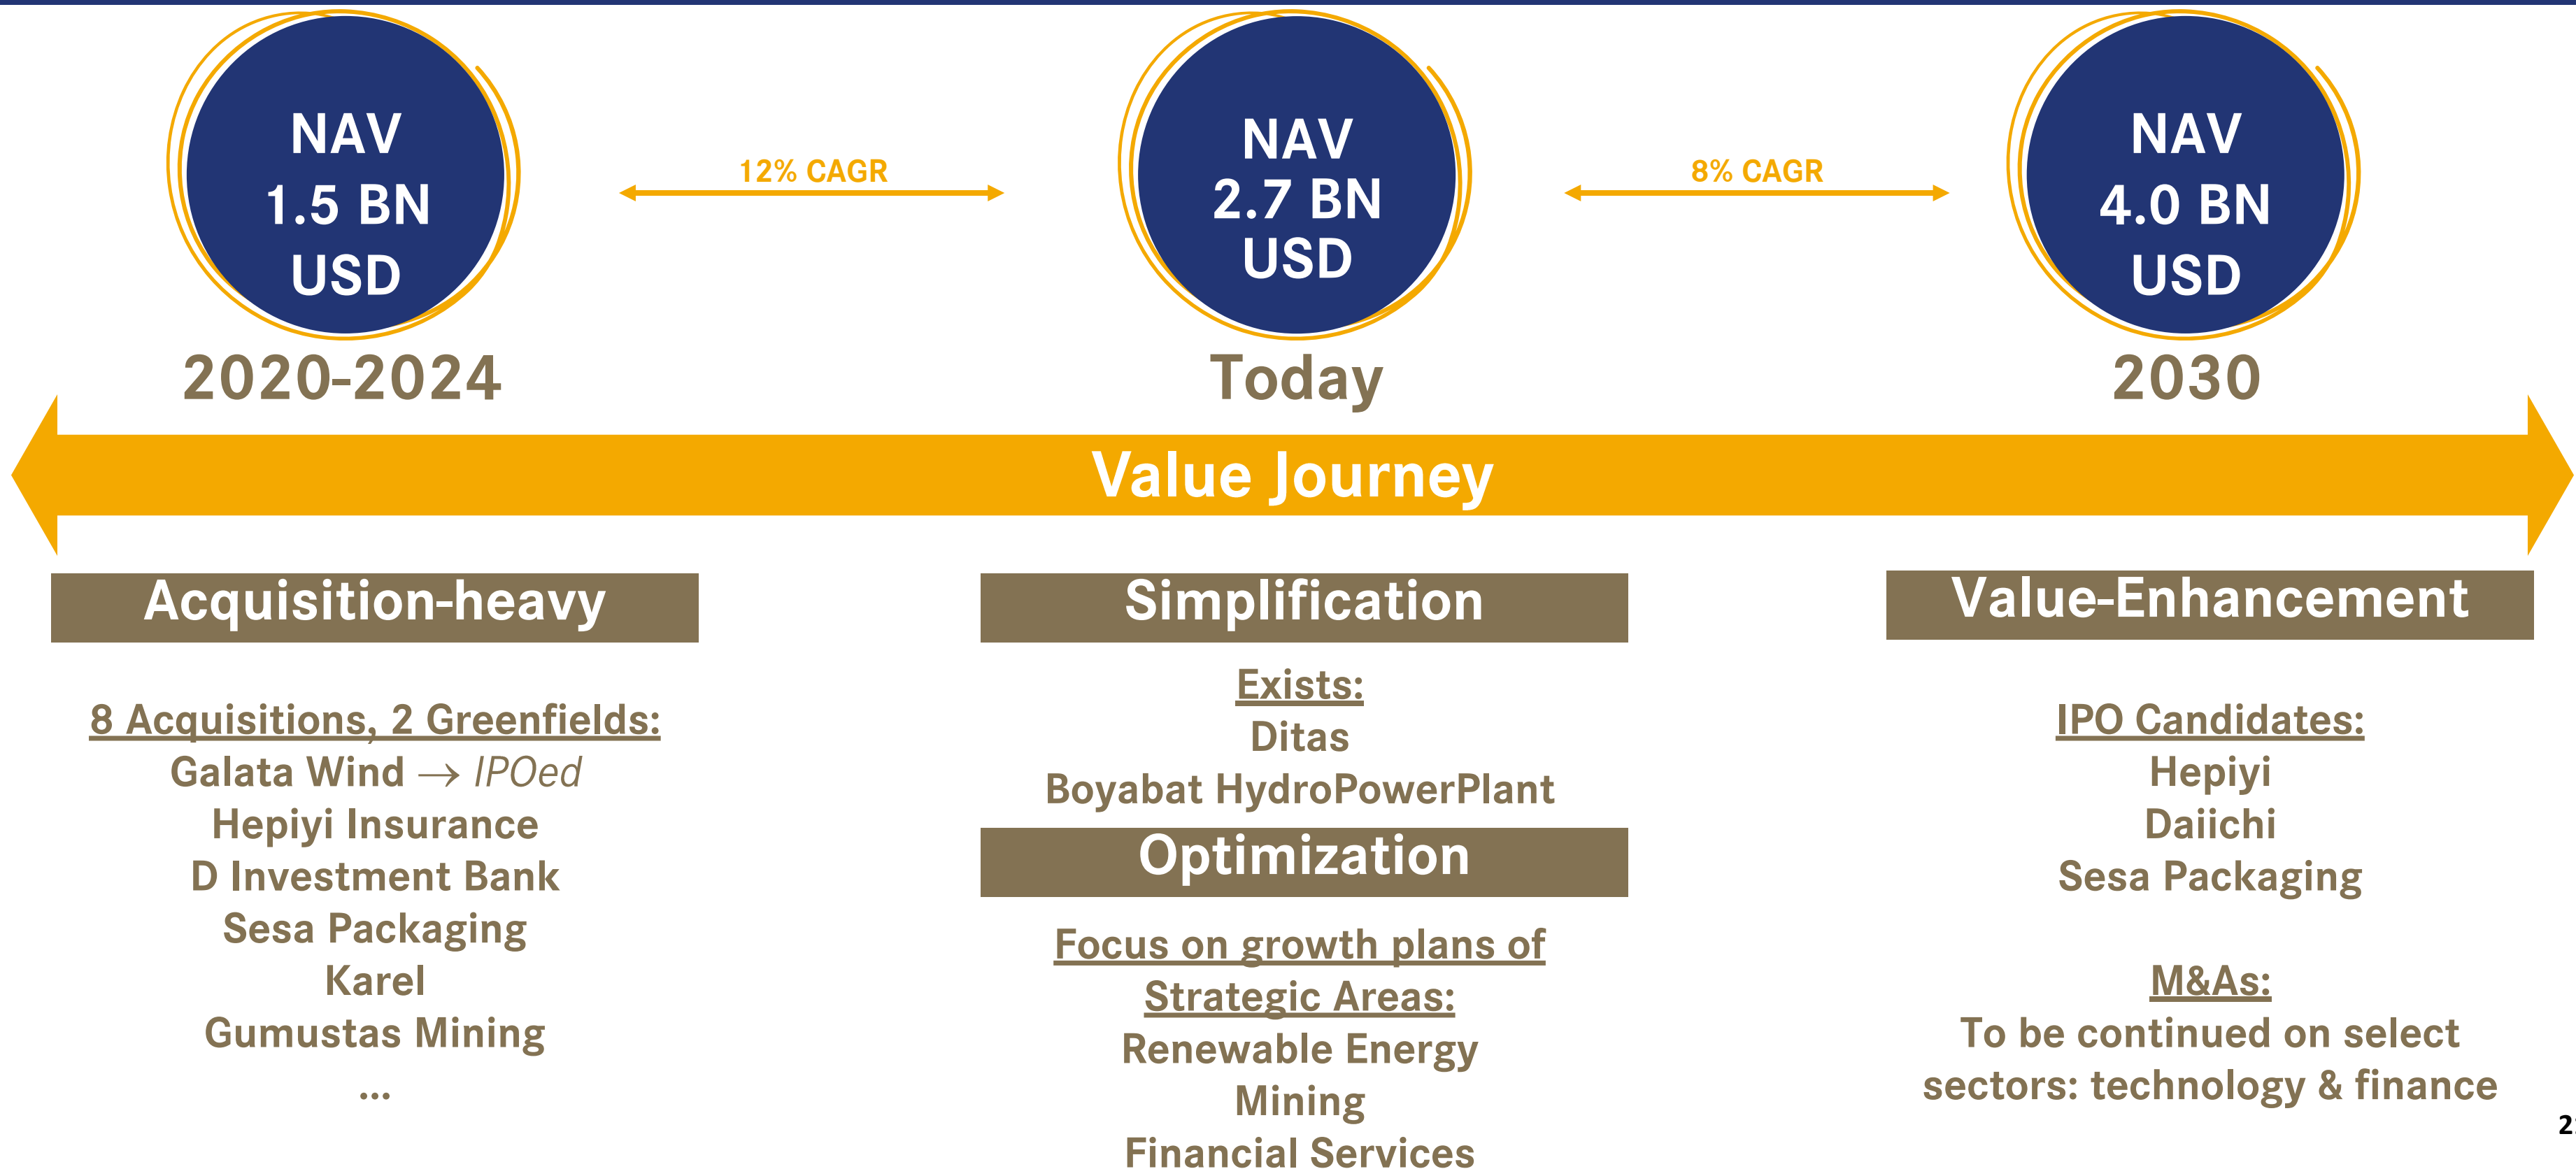 NAV
1.5 BN
USD
12% CAGR
NAV
2.7 BN
USD
8% CAGR
NAV
4.0 BN
USD
2020-2024
Today
2030
Value Journey
Acquisition-heavy
8 Acquisitions, 2 Greenfields:
Galata Wind → IPOed
Hepiyi Insurance
D Investment Bank
Sesa Packaging
Karel
Gumustas Mining
...
Simplification
Exists:
Ditas
Boyabat HydroPowerPlant
Optimization
Focus on growth plans of
Strategic Areas:
Renewable Energy
Mining
Financial Services
Value-Enhancement
IPO Candidates:
Hepiyi
Daiichi
Sesa Packaging
M&As:
To be continued on select
sectors: technology & finance